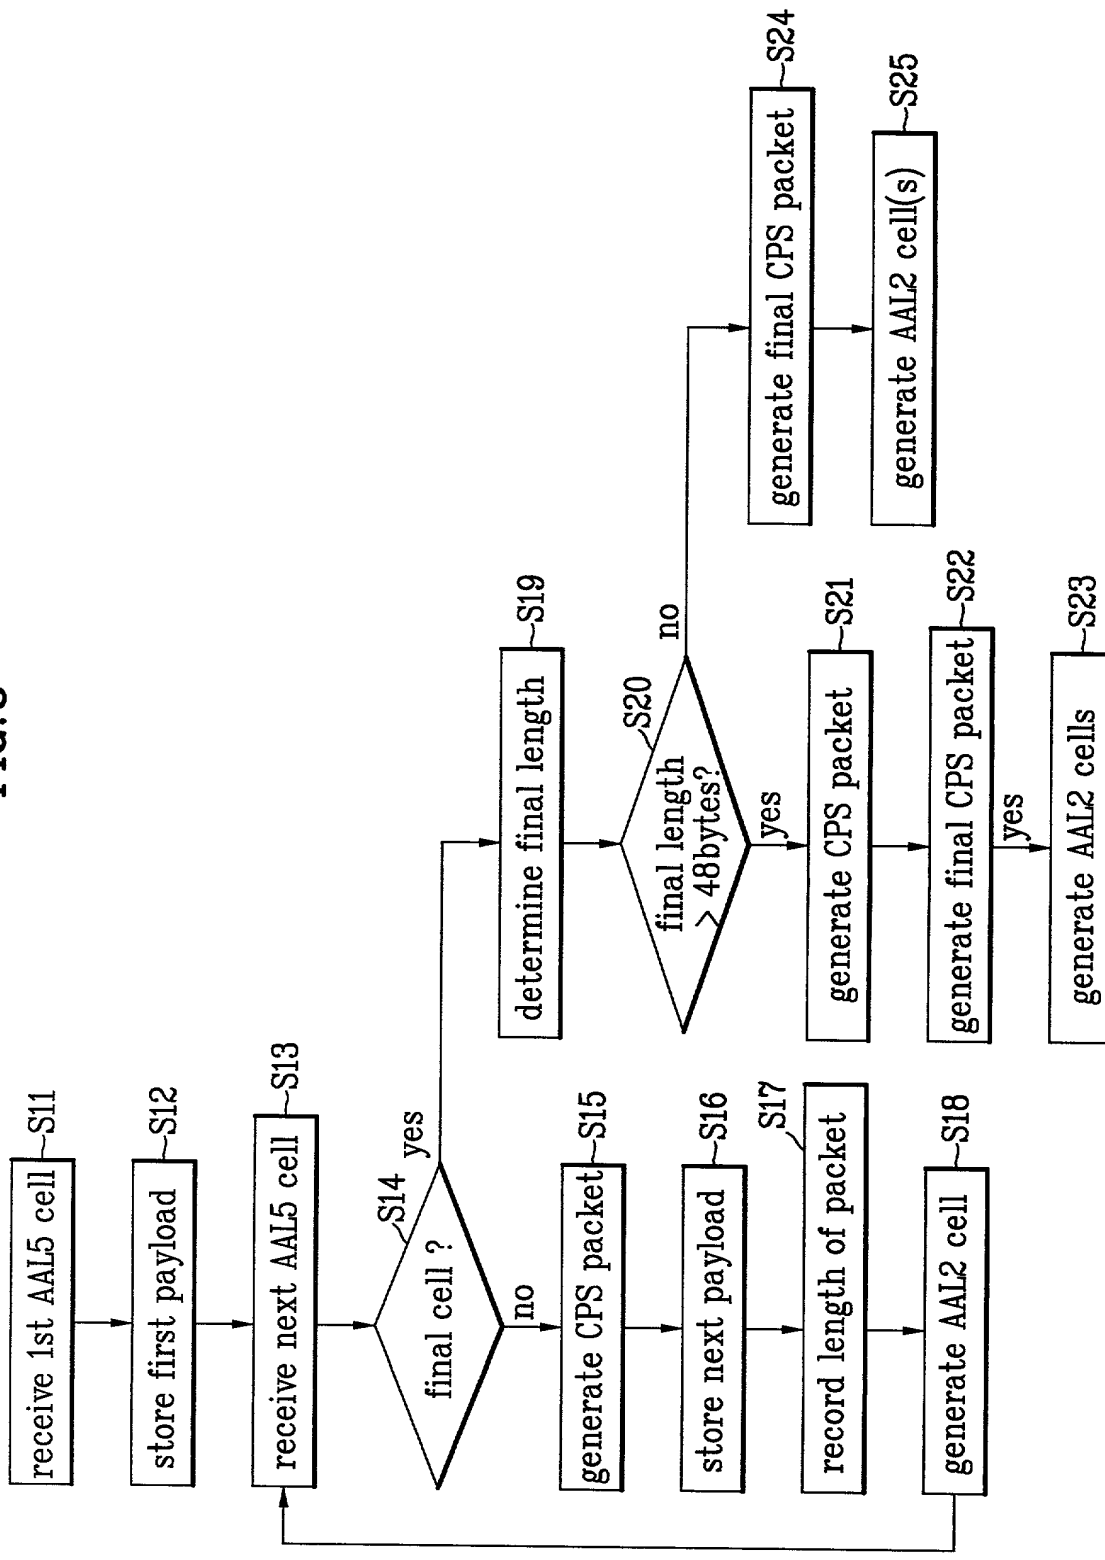 receive 1st AAL5 cell
S11
store first payload
S12
receive next AAL5 cell
S13
final cell ?
S14
yes
no
generate CPS packet
S15
store next payload
S16
record length of packet
S17
generate AAL2 cell
S18
determine final length
S19
final length
> 48bytes?
S20
no
yes
generate CPS packet
S21
generate final CPS packet
S22
yes
generate AAL2 cells
S23
generate final CPS packet
S24
generate AAL2 cell(s)
S25